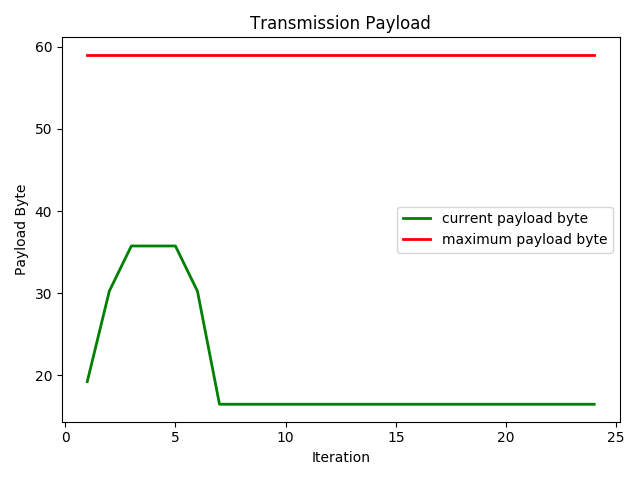 Transmission Payload
60
50
40
30
20
Payload Byte
current payload byte
maximum payload byte
0 5 10 15 20 25
Iteration